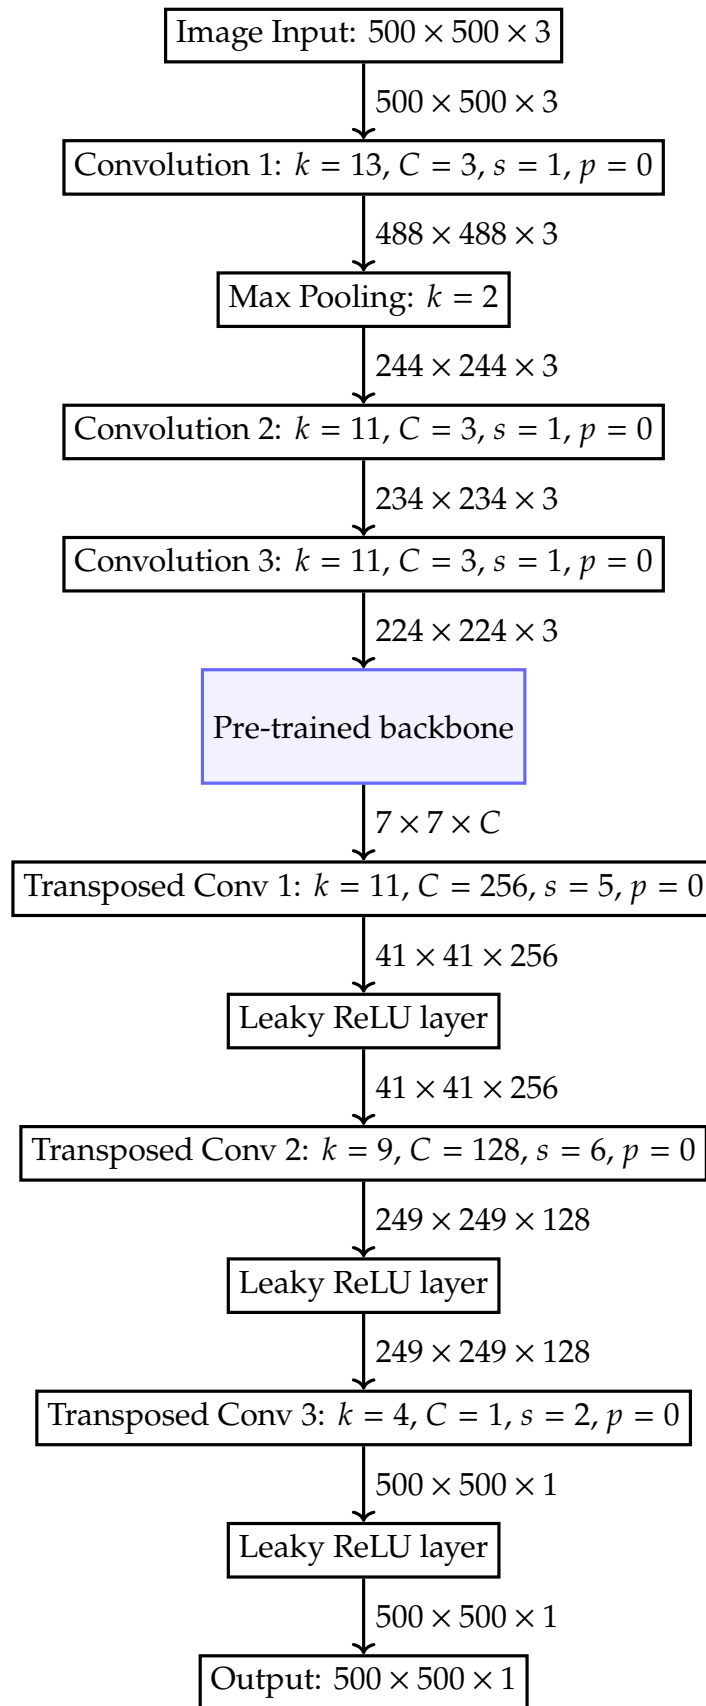 Image Input: 500 × 500 × 3
500 × 500 × 3
Convolution 1: k = 13, C = 3, s = 1, p = 0
488 × 488 × 3
Max Pooling: k = 2
244 × 244 × 3
Convolution 2: k = 11, C = 3, s = 1, p = 0
234 × 234 × 3
Convolution 3: k = 11, C = 3, s = 1, p = 0
224 × 224 × 3
Pre-trained backbone
7 × 7 × C
Transposed Conv 1: k = 11, C = 256, s = 5, p = 0
41 × 41 × 256
Leaky ReLU layer
41 × 41 × 256
Transposed Conv 2: k = 9, C = 128, s = 6, p = 0
249 × 249 × 128
Leaky ReLU layer
249 × 249 × 128
Transposed Conv 3: k = 4, C = 1, s = 2, p = 0
500 × 500 × 1
Leaky ReLU layer
500 × 500 × 1
Output: 500 × 500 × 1